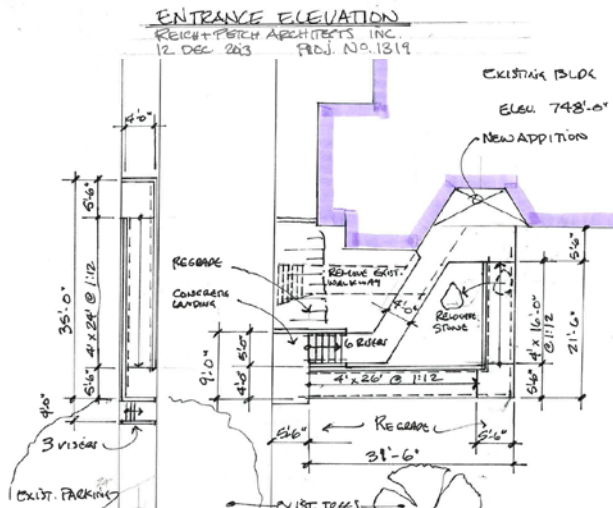 ENTRANCE ELEVATION
REICH+PETCH ARCHITECTS INC.
12 DEC 2013 PROJ. NO. 1319
EXISTING BLDG
ELEV. 748'-0"
NEW ADDITION
4'-0"
5'-6"
35'-0"
4' x 24' @ 1:12
5'-6"
4'-0"
3 RISERS
EXIST. PARKING
REGRADE
CONCRETE
LANDING
REMOVE EXIST.
WALKWAY
4'-0"
RELOCATE
STONE
6 RISERS
9'-0"
5'-0"
4'-0"
4' x 26' @ 1:12
5'-6"
4' x 16'-0"
@ 1:12
21'-6"
5'-6"
5'-6"
REGRADE
5'-6"
31'-6"
EXIST TREES